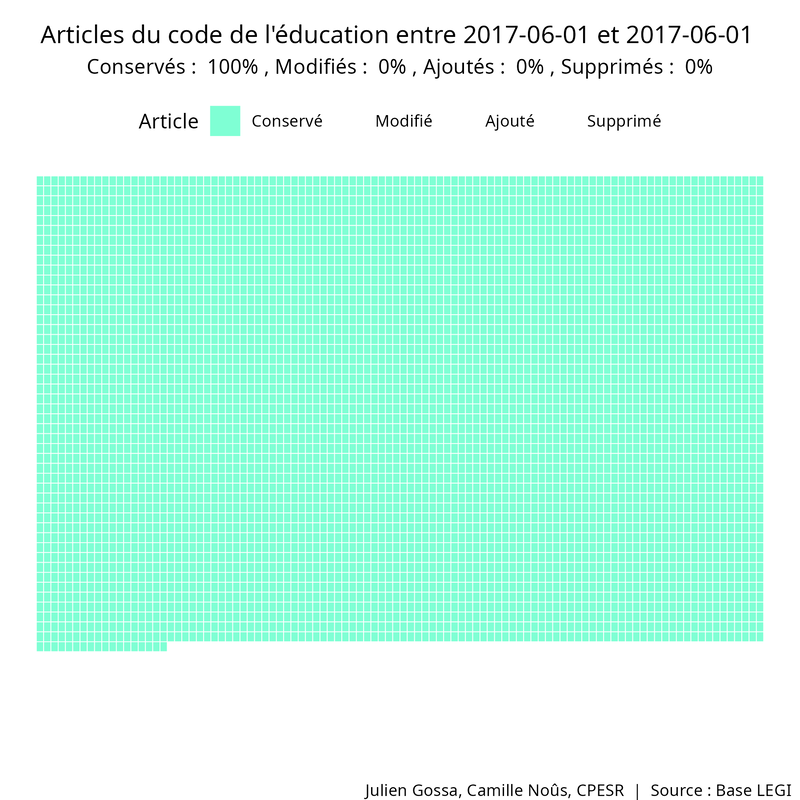 Articles du code de l'éducation entre 2017-06-01 et 2017-06-01
Conservés :  100% , Modifiés :  0% , Ajoutés :  0% , Supprimés :  0%
Article Conservé Modifié Ajouté Supprimé
Julien Gossa, Camille Noûs, CPESR  |  Source : Base LEGI